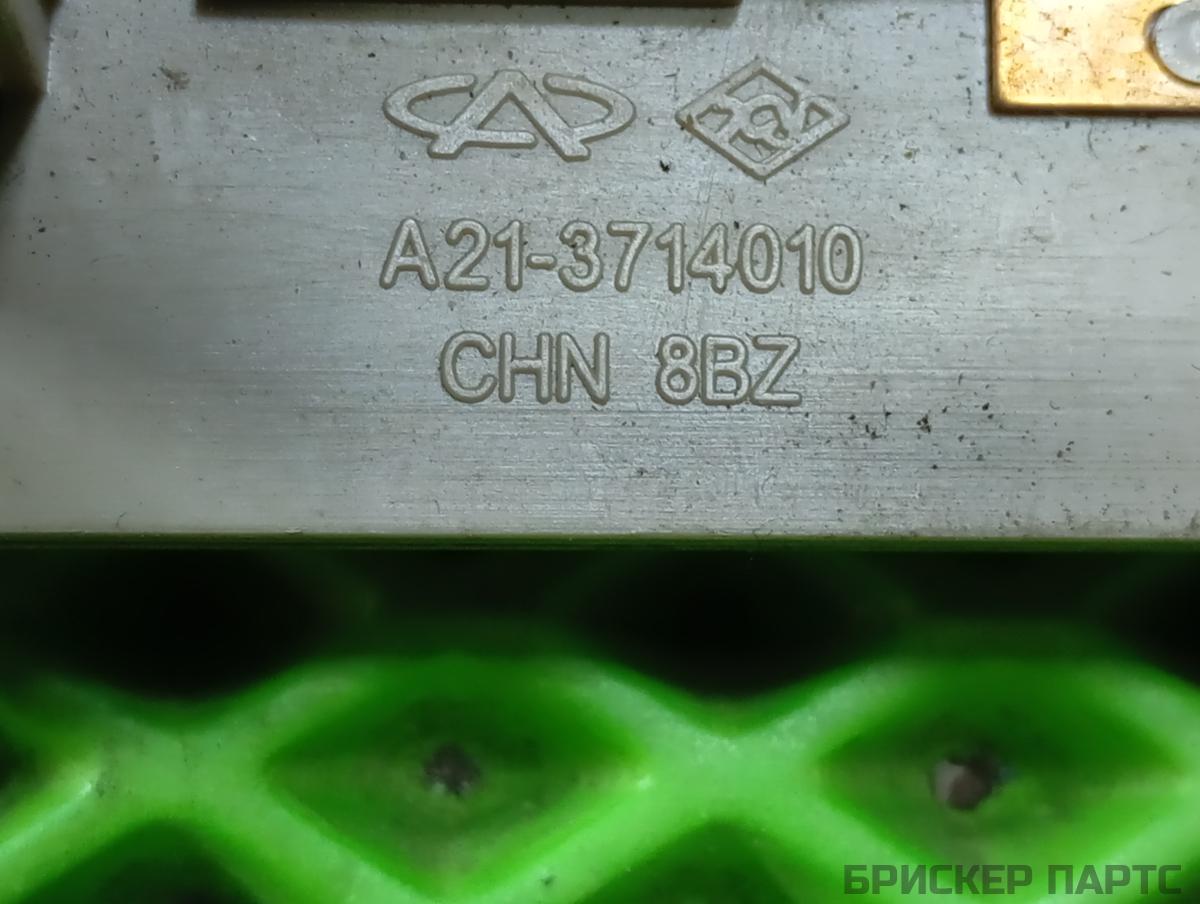 A21-3714010
CHN 8BZ
БРИСКЕР ПАРТС